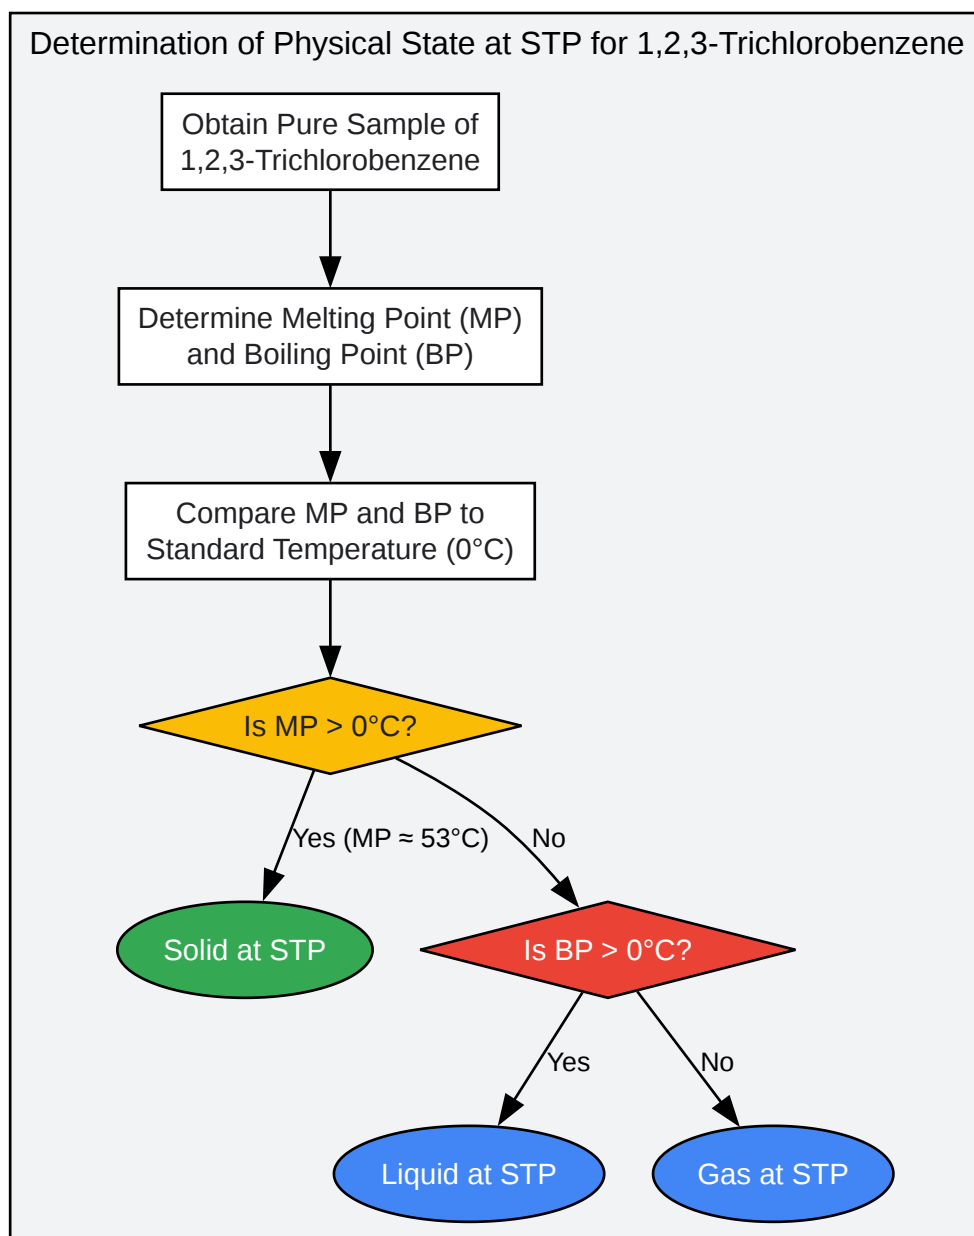 Determination of Physical State at STP for 1,2,3-Trichlorobenzene
Obtain Pure Sample of
1,2,3-Trichlorobenzene
Determine Melting Point (MP)
and Boiling Point (BP)
Compare MP and BP to
Standard Temperature (0°C)
Is MP > 0°C?
Yes (MP ≈ 53°C)
No
Solid at STP
Is BP > 0°C?
Yes
No
Liquid at STP
Gas at STP